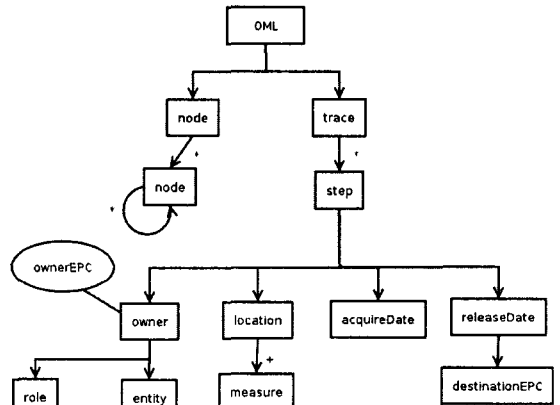 OML
node
trace
*
*
node
step
*
ownerEPC
owner
location
acquireDate
releaseDate
+
role
entity
measure
destinationEPC